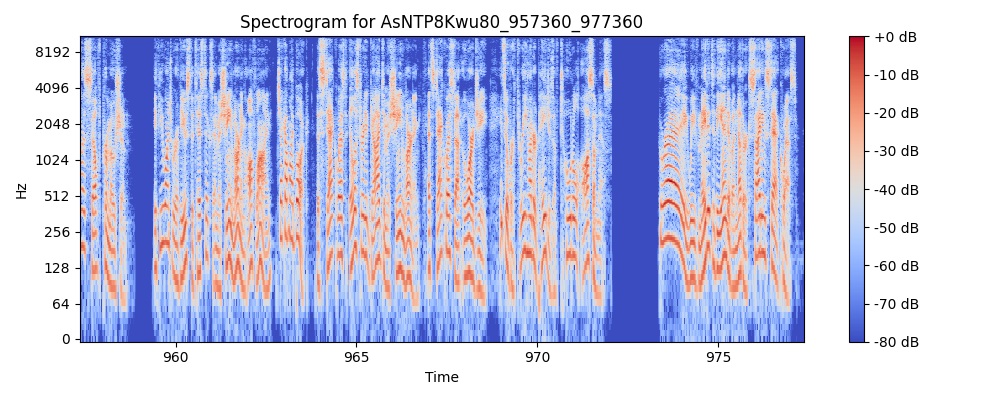 Spectrogram for AsNTP8Kwu80_957360_977360
8192
4096
2048
1024
512
256
128
64
0
Hz
960
965
970
975
Time
+0 dB
-10 dB
-20 dB
-30 dB
-40 dB
-50 dB
-60 dB
-70 dB
-80 dB